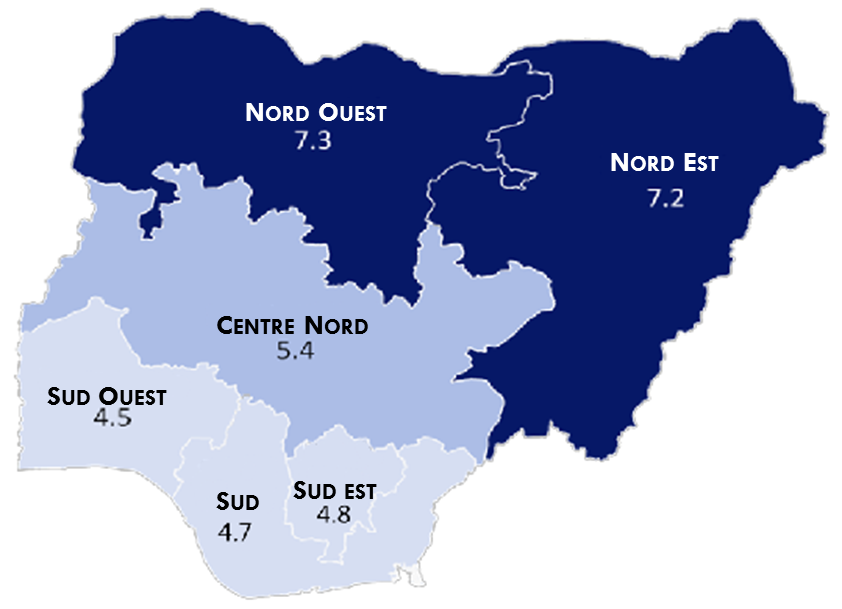 Nord Ouest
7.3
Nord Est
7.2
Centre Nord
5.4
Sud Ouest
4.5
Sud
4.7
Sud est
4.8